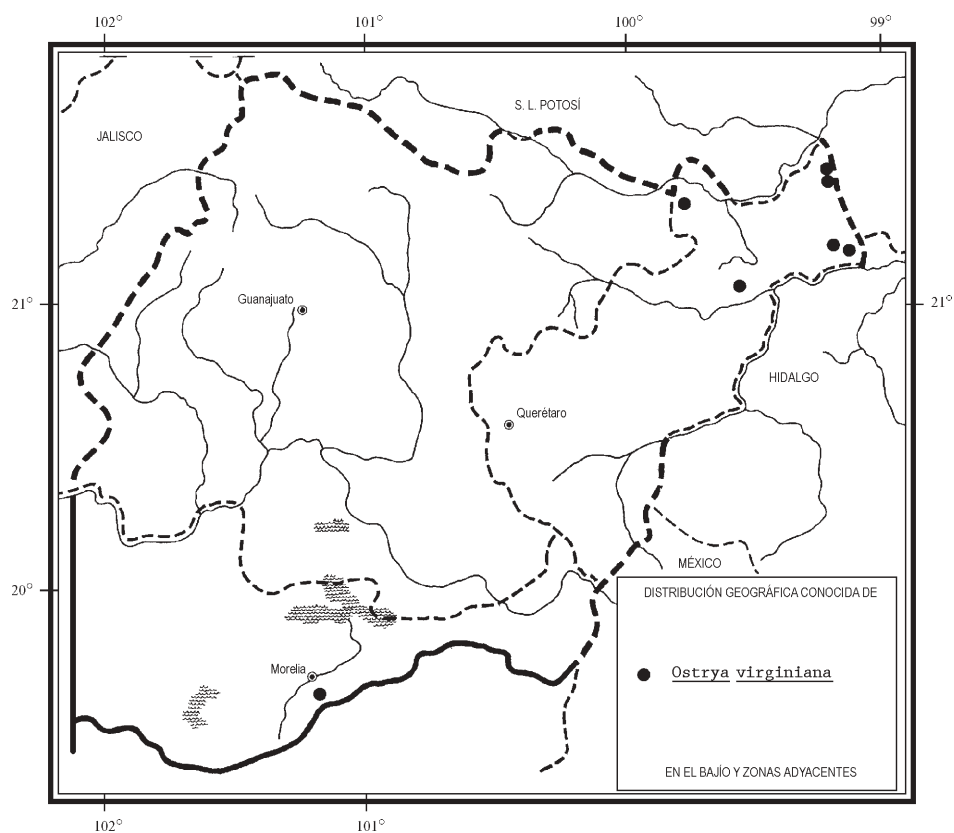 102° 101° 100° 99°
S. L. POTOSÍ
JALISCO
Guanajuato
21° 21°
HIDALGO
Querétaro
MÉXICO
20°
DISTRIBUCIÓN GEOGRÁFICA CONOCIDA DE
Morelia
Ostrya virginiana
EN EL BAJÍO Y ZONAS ADYACENTES
102° 101°